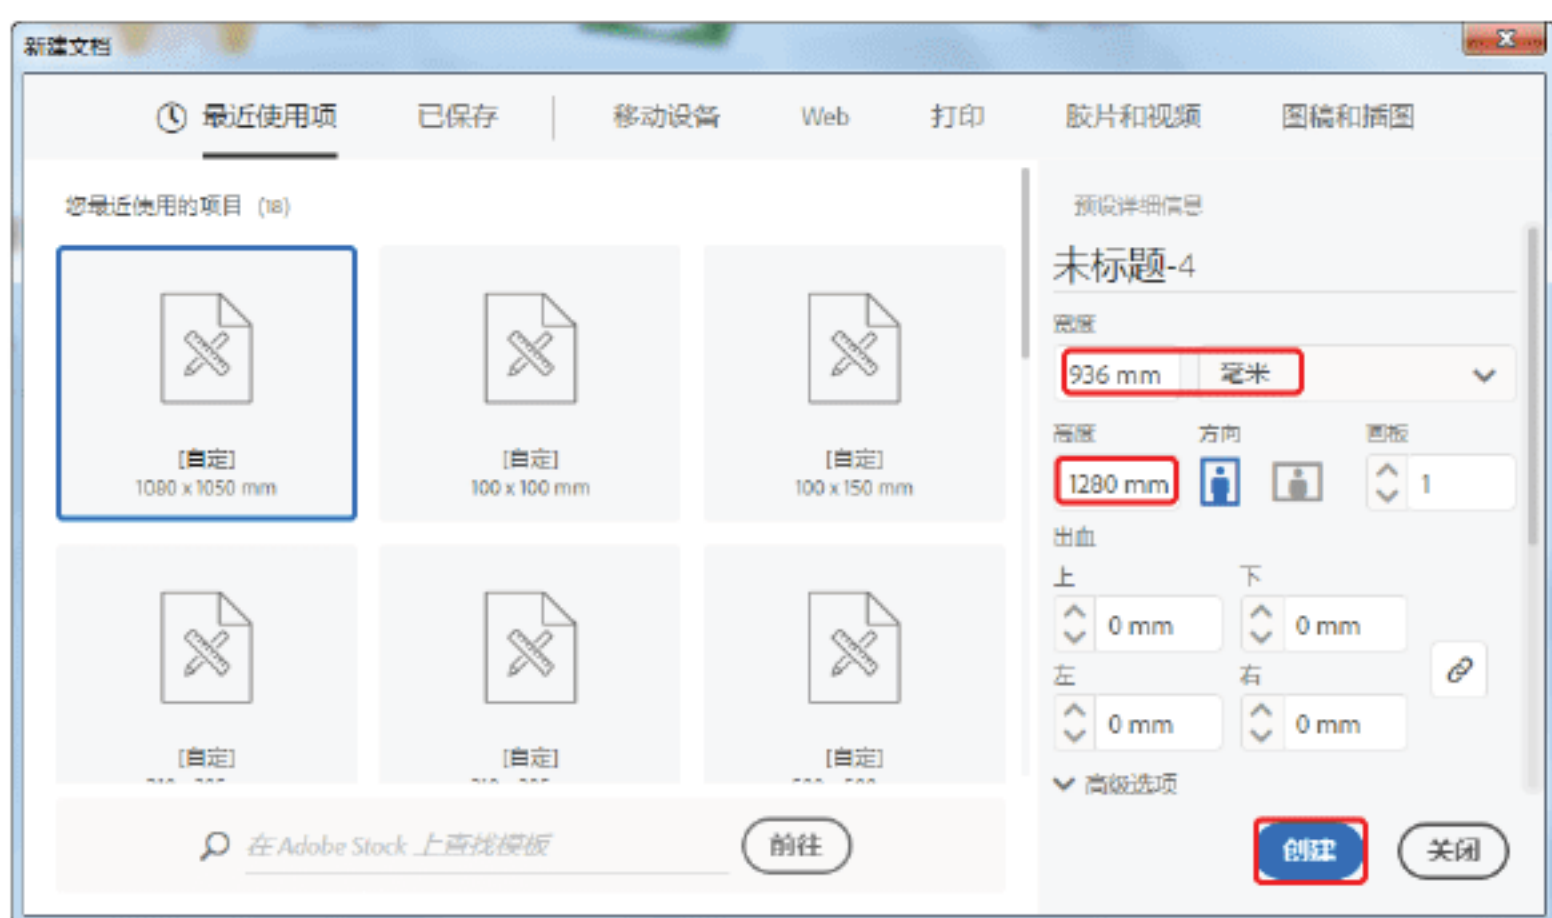 新建文档
最近使用项 已保存 移动设备 Web 打印 胶片和视频 图稿和插图
您最近使用的项目 (18)
[自定]
1080 x 1050 mm
[自定]
100 x 100 mm
[自定]
100 x 150 mm
[自定]
[自定]
[自定]
在 Adobe Stock 上查找模板
前往
预设详细信息
未标题-4
宽度
936 mm 毫米
高度 方向 画板
1280 mm 1
出血
上 下
0 mm 0 mm
左 右
0 mm 0 mm
高级选项
创建 关闭